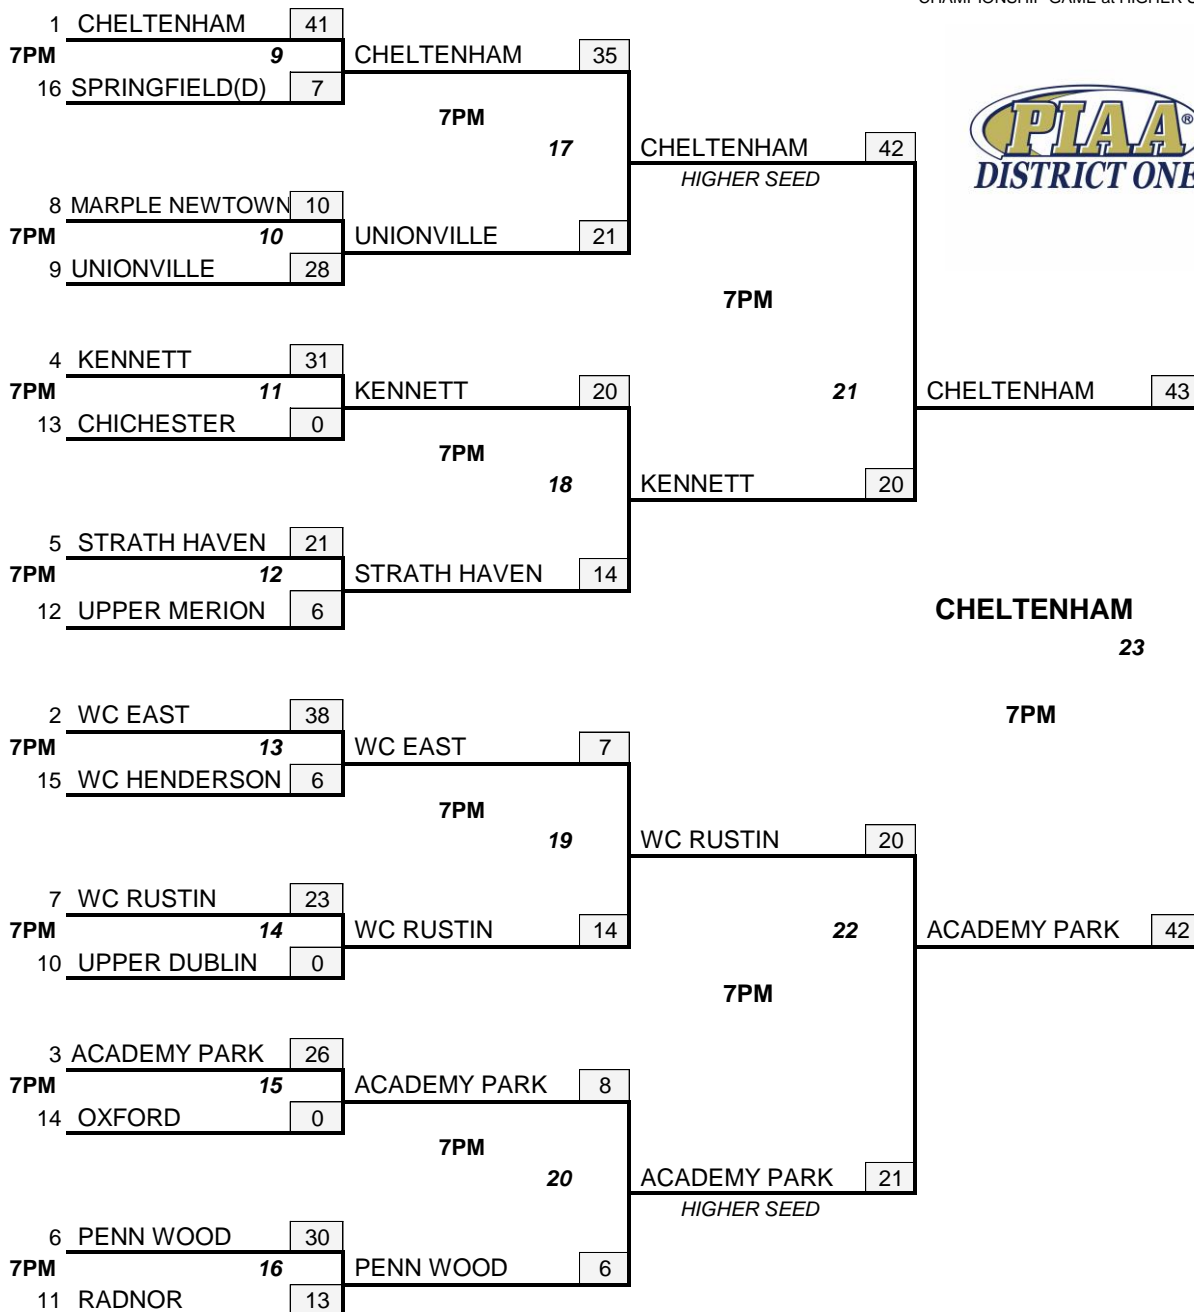 CHAMPIONSHIP GAME at HIGHER
1 CHELTENHAM 41
7PM 9 CHELTENHAM 35
16 SPRINGFIELD(D) 7
7PM
17 CHELTENHAM 42
HIGHER SEED
PIAA®
DISTRICT ONE
8 MARPLE NEWTOWN 10
7PM 10 UNIONVILLE 21
9 UNIONVILLE 28
7PM
4 KENNETT 31
7PM 11 KENNETT 20 21 CHELTENHAM 43
13 CHICHESTER 0
7PM
18 KENNETT 20
5 STRATH HAVEN 21
7PM 12 STRATH HAVEN 14
12 UPPER MERION 6
CHELTENHAM
23
2 WC EAST 38
7PM
7PM 13 WC EAST 7
15 WC HENDERSON 6
7PM
19 WC RUSTIN 20
7 WC RUSTIN 23
7PM 14 WC RUSTIN 14 22 ACADEMY PARK 42
10 UPPER DUBLIN 0
7PM
3 ACADEMY PARK 26
7PM 15 ACADEMY PARK 8
14 OXFORD 0
7PM
20 ACADEMY PARK 21
HIGHER SEED
6 PENN WOOD 30
7PM 16 PENN WOOD 6
11 RADNOR 13